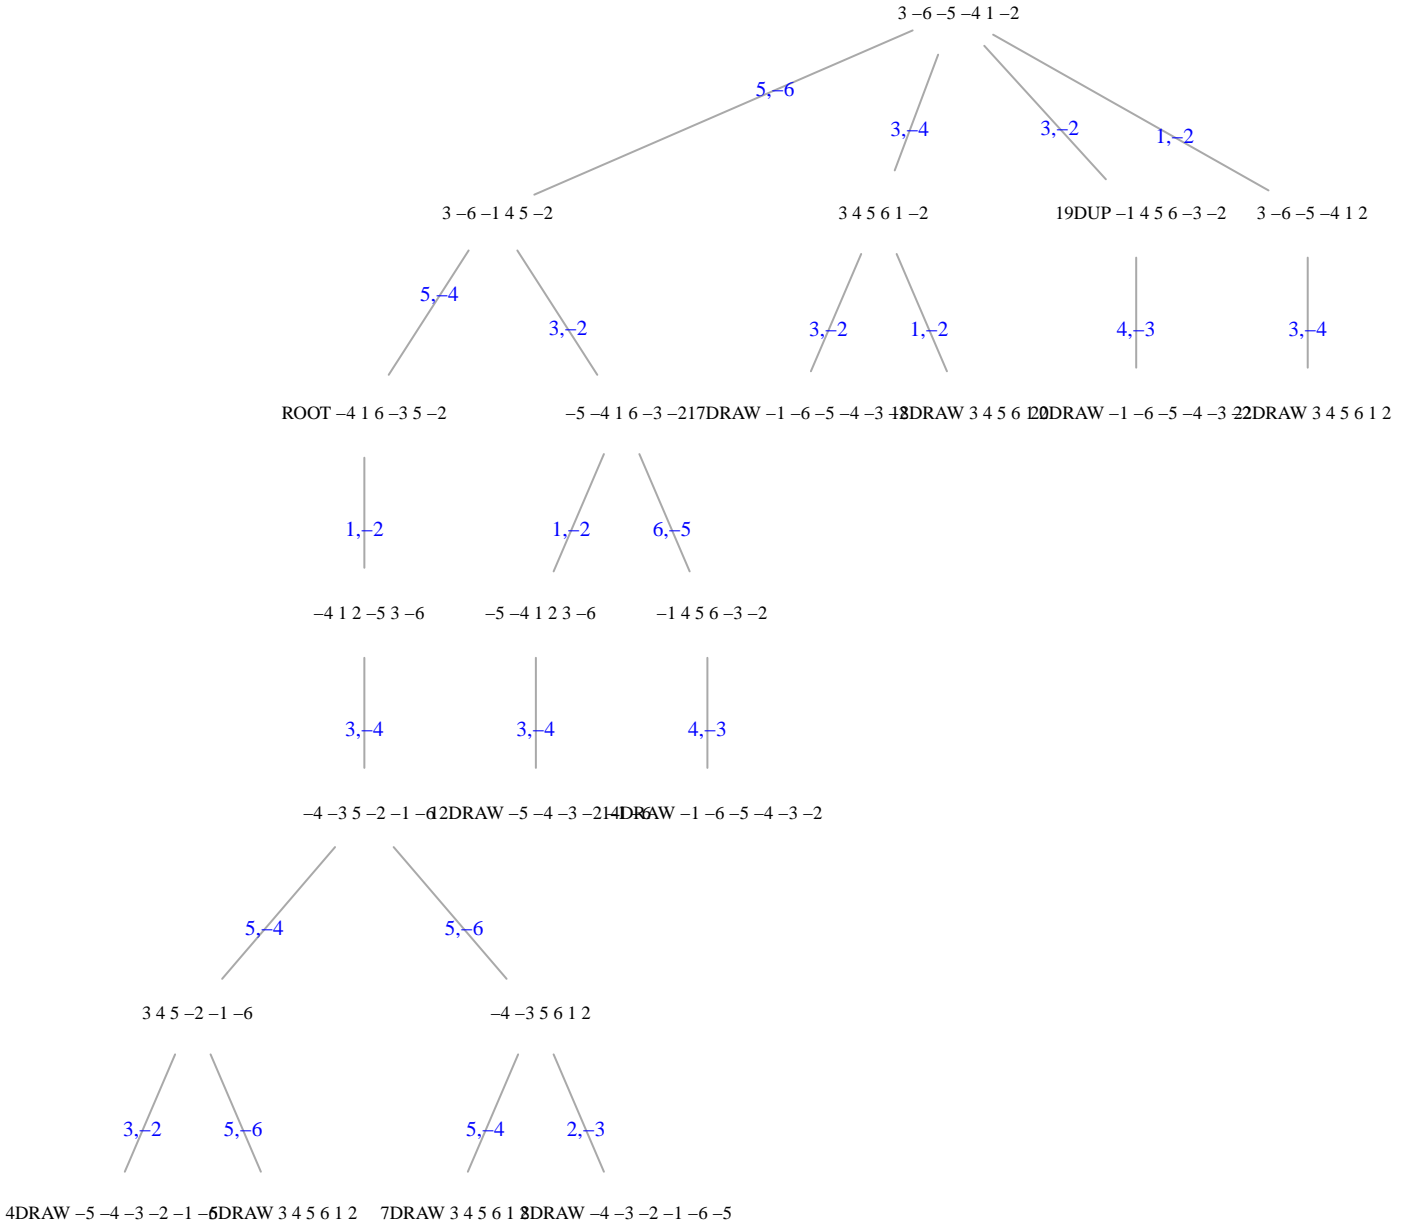 3 –6 –5 –4 1 –2
5,–6
3,–4
3,–2
1,–2
3 –6 –1 4 5 –2
3 4 5 6 1 –2
19DUP –1 4 5 6 –3 –2
3 –6 –5 –4 1 2
5,–4
3,–2
3,–2
1,–2
4,–3
3,–4
ROOT –4 1 6 –3 5 –2
–5 –4 1 6 –3 –2
17DRAW –1 –6 –5 –4 –3 –2
18DRAW 3 4 5 6 1 2
20DRAW –1 –6 –5 –4 –3 –2
22DRAW 3 4 5 6 1 2
1,–2
1,–2
6,–5
–4 1 2 –5 3 –6
–5 –4 1 2 3 –6
–1 4 5 6 –3 –2
3,–4
3,–4
4,–3
–4 –3 5 –2 –1 –6
12DRAW –5 –4 –3 –2 –1 –6
14DRAW –1 –6 –5 –4 –3 –2
5,–4
5,–6
3 4 5 –2 –1 –6
–4 –3 5 6 1 2
3,–2
5,–6
5,–4
2,–3
4DRAW –5 –4 –3 –2 –1 –6
5DRAW 3 4 5 6 1 2
7DRAW 3 4 5 6 1 2
8DRAW –4 –3 –2 –1 –6 –5